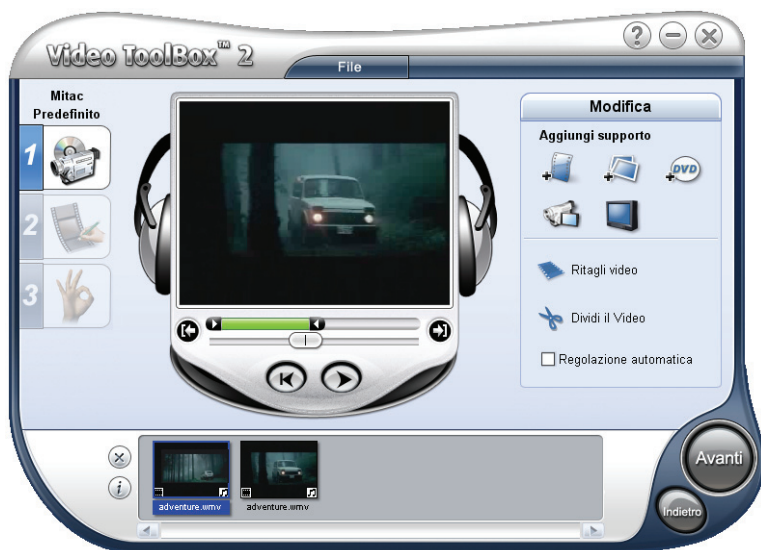 Video ToolBox™ 2
File
Mitac
Predefinito
1
2
3
Modifica
Aggiungi supporto
DVD
Ritagli video
Dividi il Video
Regolazione automatica
adventure.wmv
adventure.wmv
Avanti
Indietro